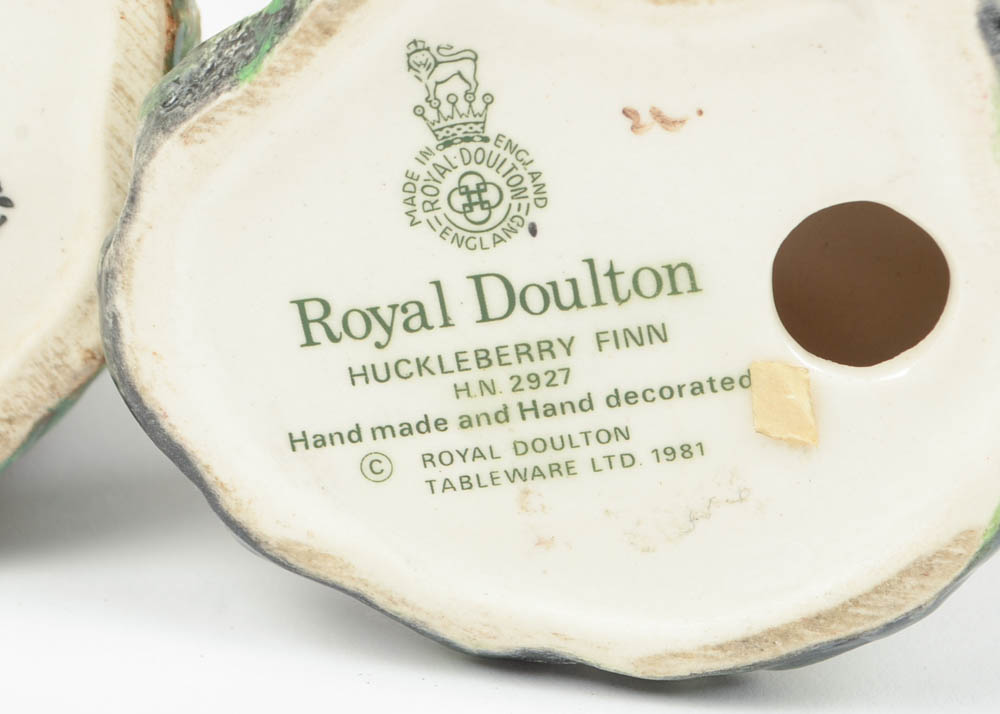 MADE IN ENGLAND
ROYAL·DOULTON
ENGLAND
Royal Doulton
HUCKLEBERRY FINN
H.N. 2927
Hand made and Hand decorated
© ROYAL DOULTON
TABLEWARE LTD. 1981